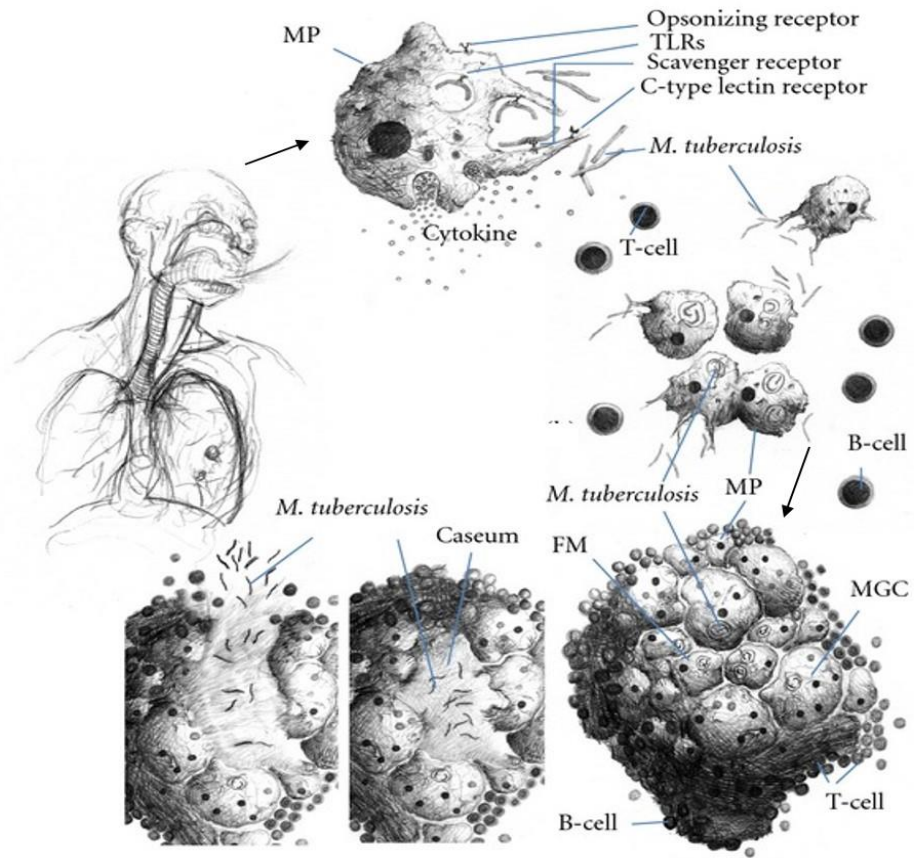 MP
Opsonizing receptor
TLRs
Scavenger receptor
C-type lectin receptor
M. tuberculosis
Cytokine
T-cell
B-cell
M. tuberculosis
MP
M. tuberculosis
Caseum
FM
MGC
T-cell
B-cell